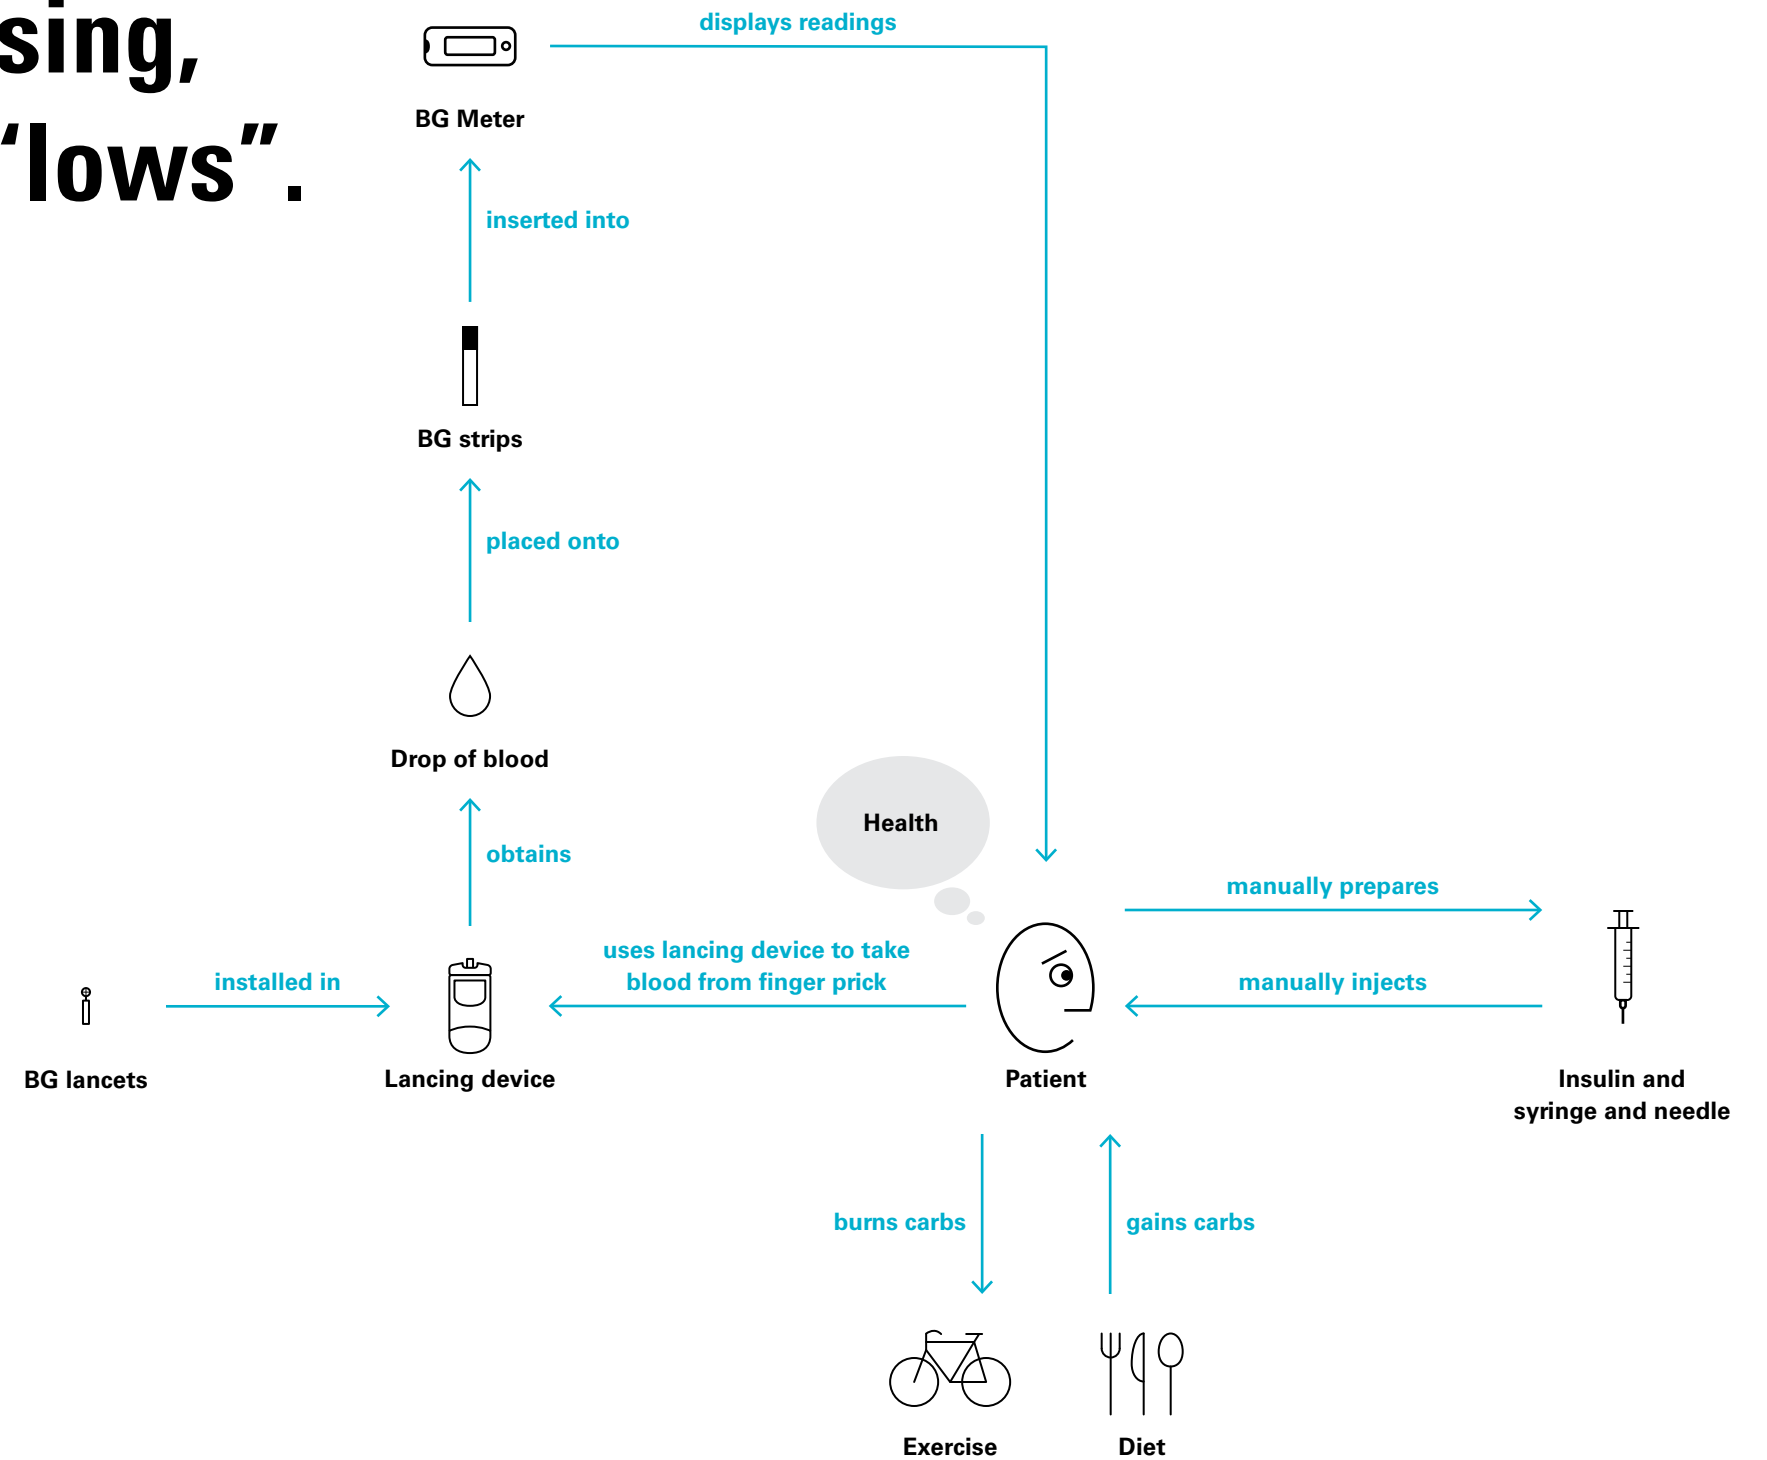 sing,
“lows”.
displays readings
BG Meter
inserted into
BG strips
placed onto
Drop of blood
obtains
Health
manually prepares
uses lancing device to take
blood from finger prick
installed in
manually injects
BG lancets
Lancing device
Patient
Insulin and
syringe and needle
burns carbs
gains carbs
Exercise
Diet